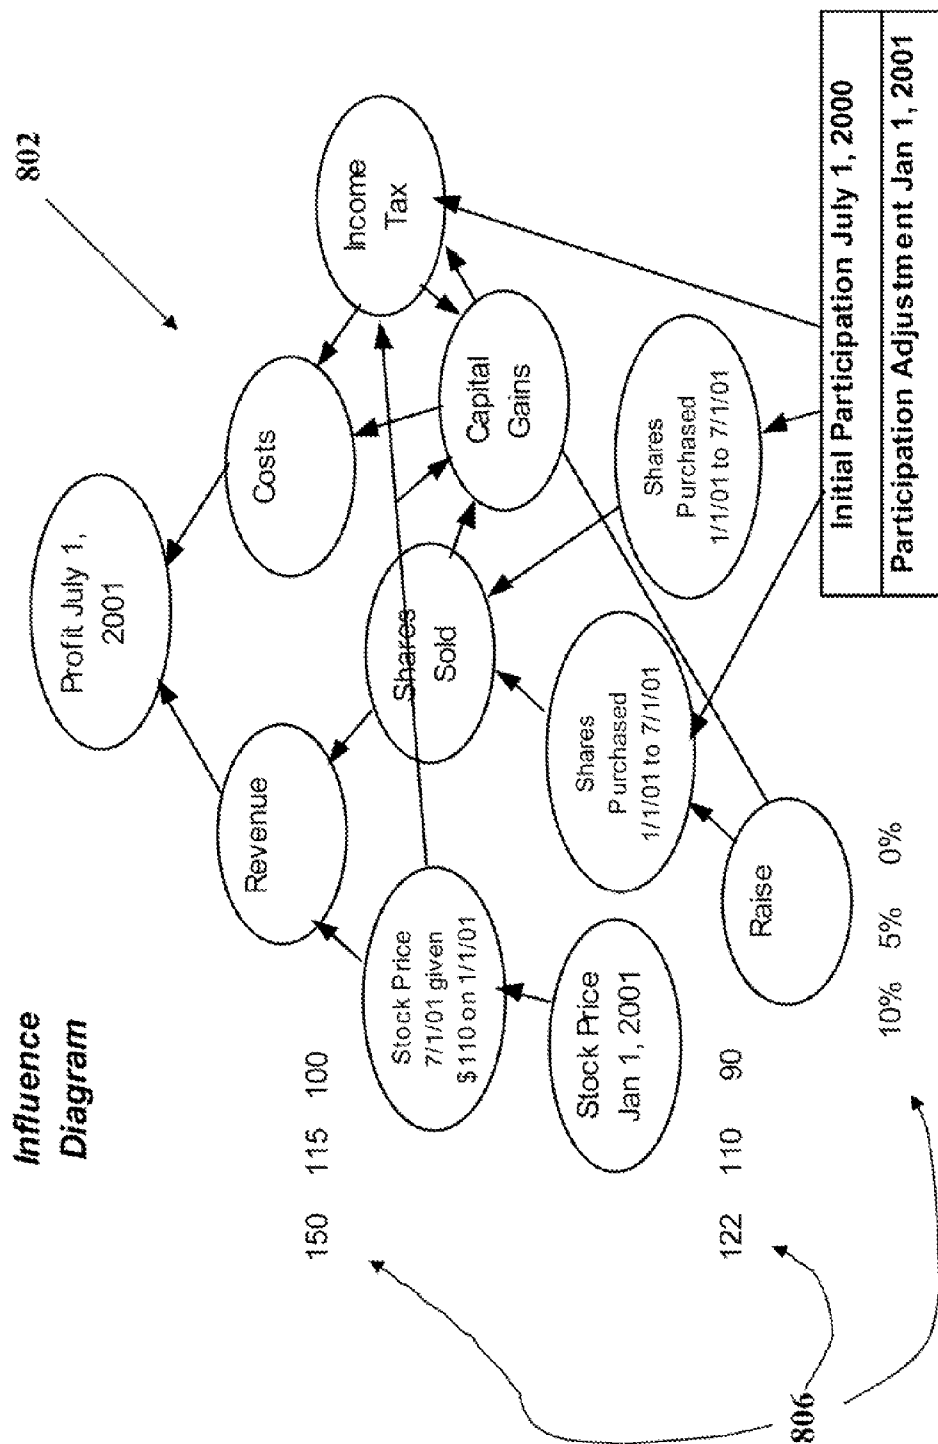 Influence
Diagram
802
Profit July 1,
2001
Revenue
Costs
Income
Tax
150 115 100
Stock Price
7/1/01 given
$110 on 1/1/01
Shares
Sold
Capital
Gains
Stock Price
Jan 1, 2001
Shares
Purchased
1/1/01 to 7/1/01
Shares
Purchased
1/1/01 to 7/1/01
122 110 90
Raise
10% 5% 0%
Initial Participation July 1, 2000
Participation Adjustment Jan 1, 2001
806